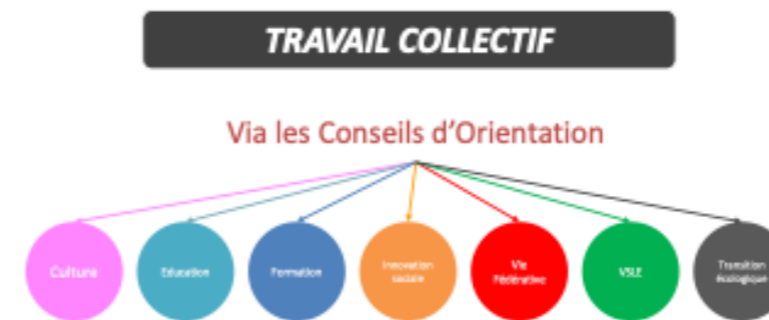 TRAVAIL COLLECTIF
Via les Conseils d'Orientation
Culture
Education
Formation
Innovation
sociale
Vie
Fédérative
VSLE
Transition
écologique